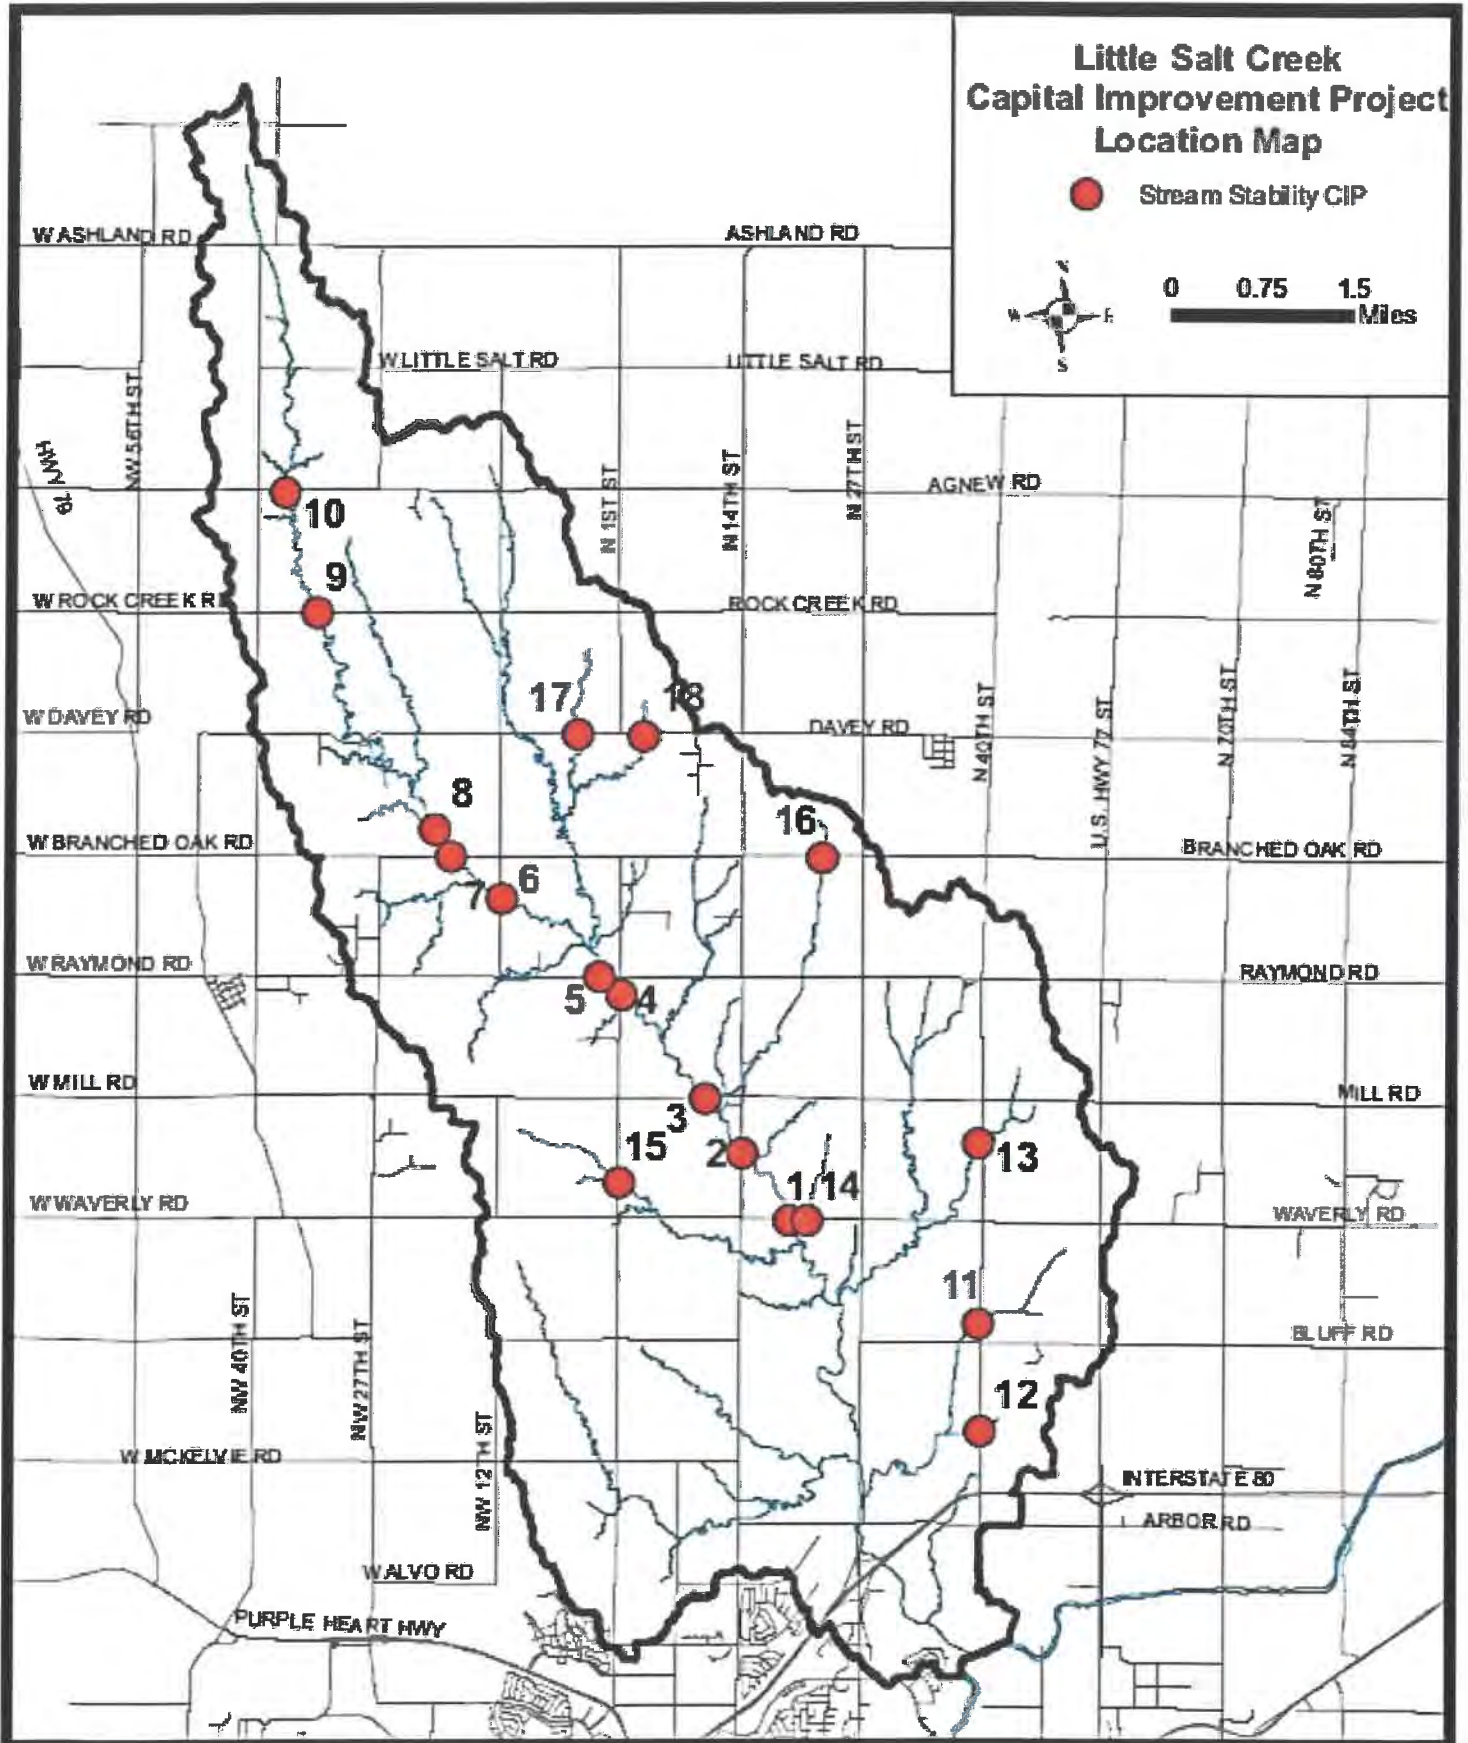 Little Salt Creek
Capital Improvement Project
Location Map
Stream Stability CIP
N
W E
S
0 0.75 1.5
Miles
W ASHLAND RD
ASHLAND RD
W LITTLE SALT RD
LITTLE SALT RD
NW 56TH ST
HWY 79
N 1ST ST
N 14TH ST
N 27TH ST
AGNEW RD
N 80TH ST
10
9
W ROCK CREEK R
ROCK CREEK RD
17
18
W DAVEY RD
DAVEY RD
N 40TH ST
U.S. HWY 77 ST
N 70TH ST
N 84TH ST
8
16
W BRANCHED OAK RD
BRANCHED OAK RD
7
6
W RAYMOND RD
RAYMOND RD
5
4
W MILL RD
MILL RD
3
15
2
13
1
14
W WAVERLY RD
WAVERLY RD
11
NW 40TH ST
NW 27TH ST
BLUFF RD
12
NW 12TH ST
W MCKELVIE RD
INTERSTATE 80
ARBOR RD
W ALVO RD
PURPLE HEART HWY